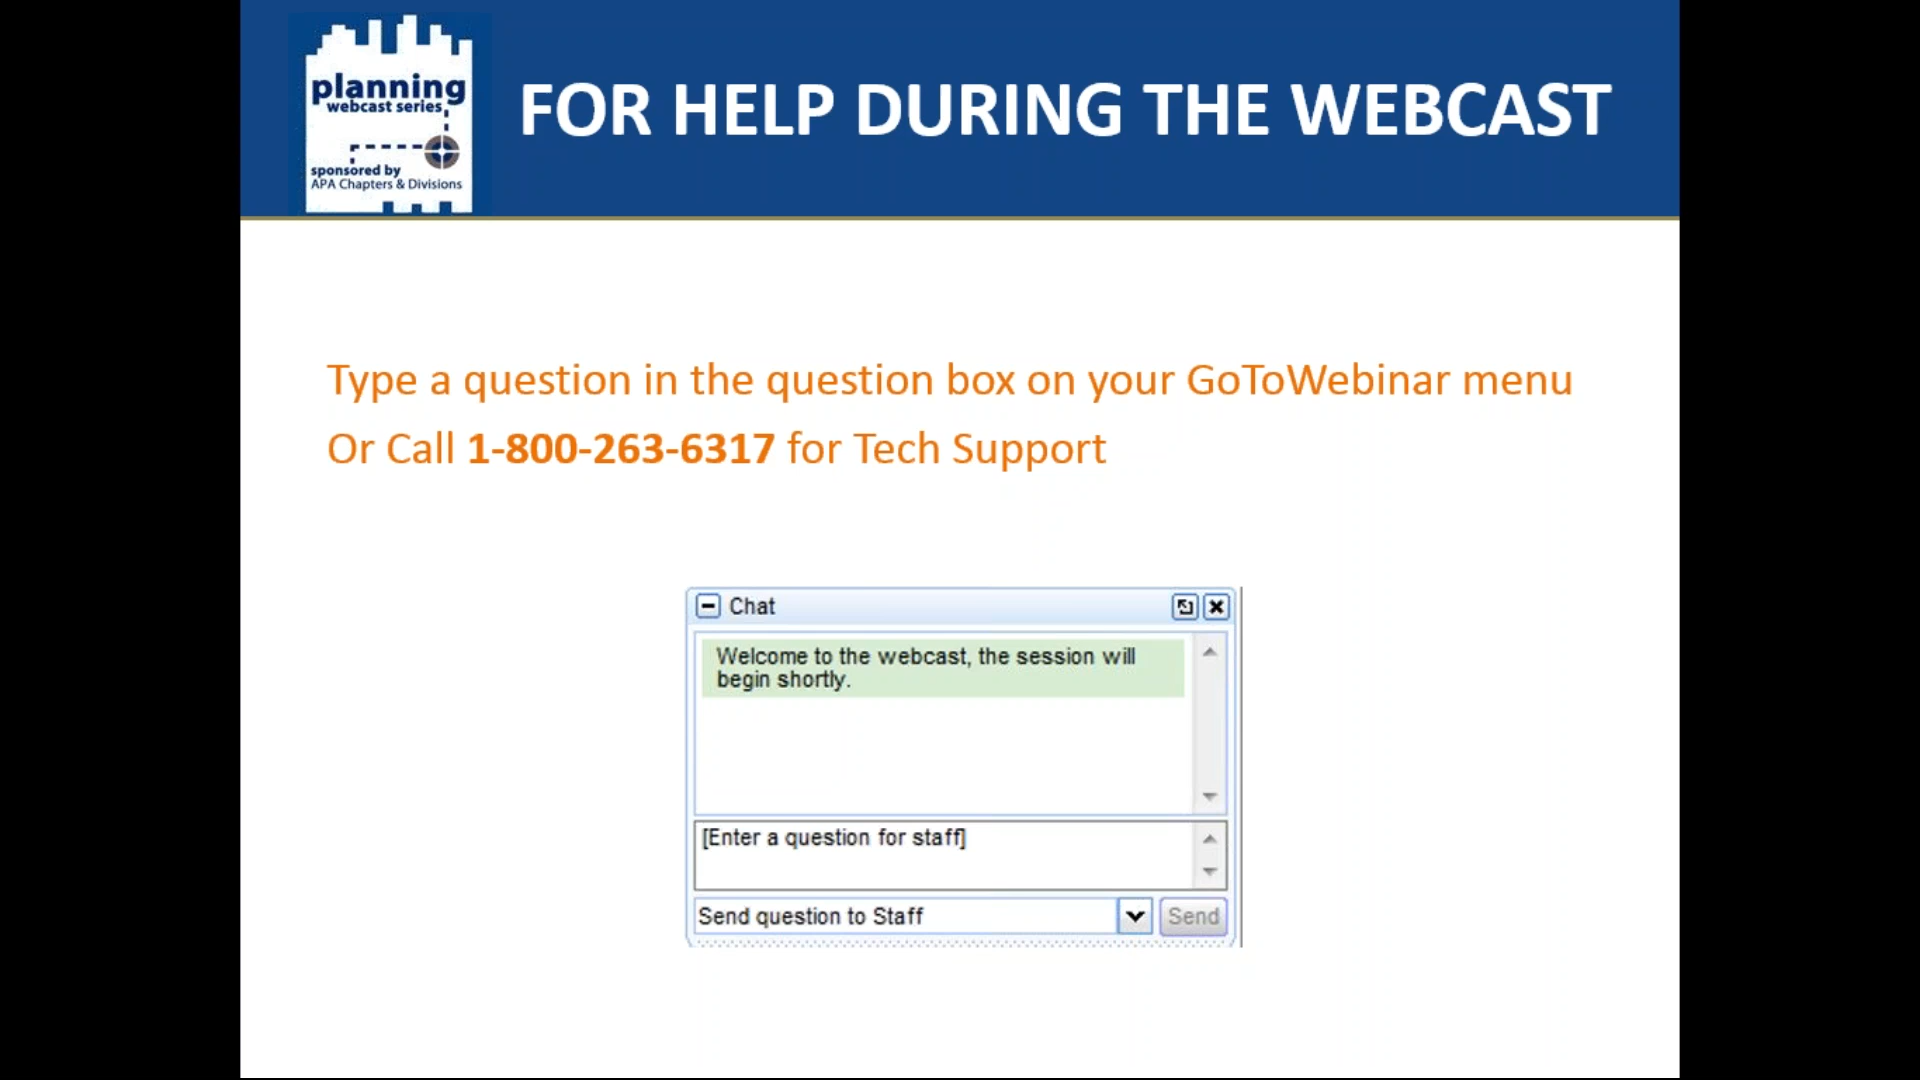 planning
webcast series
sponsored by
APA Chapters & Divisions
FOR HELP DURING THE WEBCAST
Type a question in the question box on your GoToWebinar menu
Or Call 1-800-263-6317 for Tech Support
Chat
Welcome to the webcast, the session will
begin shortly.
[Enter a question for staff]
Send question to Staff
Send